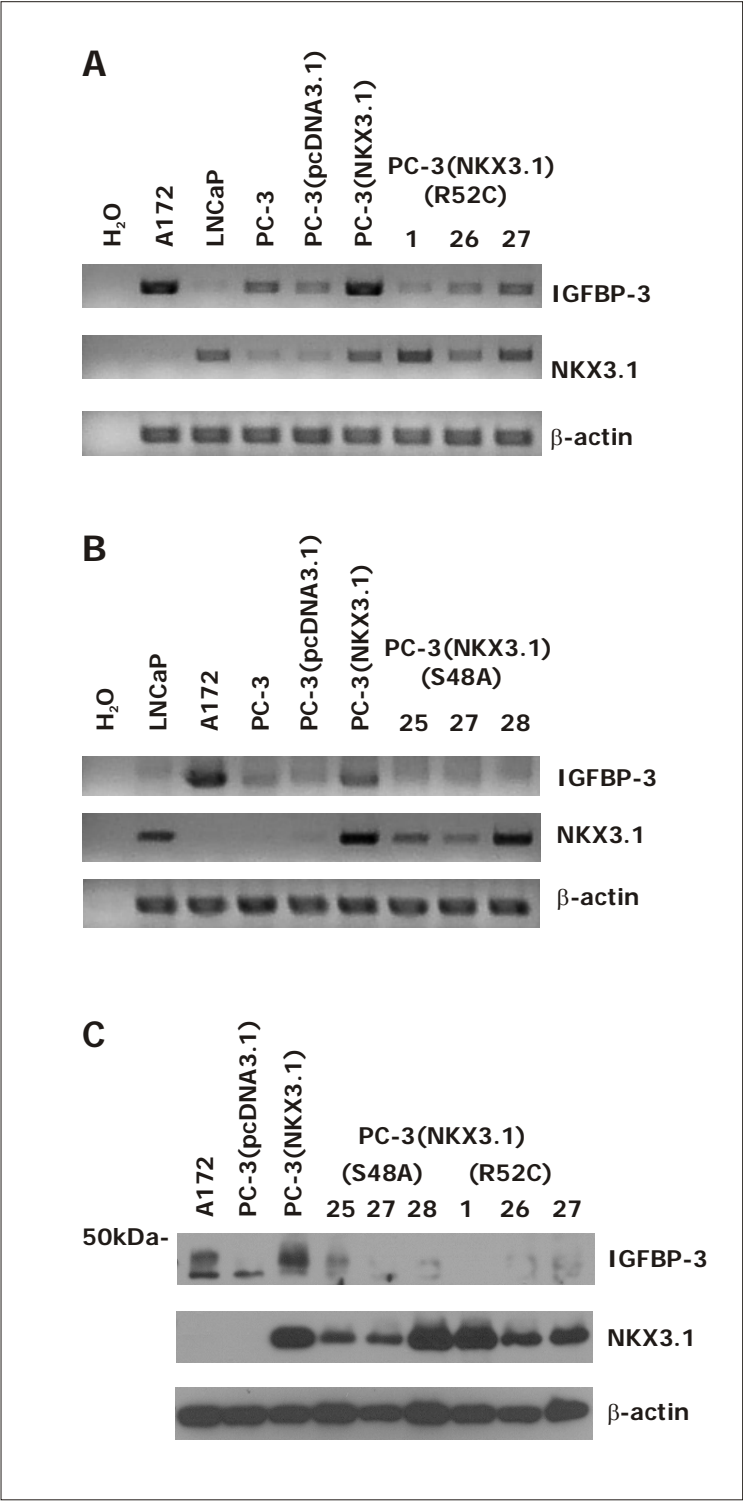 A
H₂O
A172
LNCaP
PC-3
PC-3(pcDNA3.1)
PC-3(NKX3.1)
PC-3(NKX3.1)
(R52C)
1 26 27
IGFBP-3
NKX3.1
β-actin
B
H₂O
LNCaP
A172
PC-3
PC-3(pcDNA3.1)
PC-3(NKX3.1)
PC-3(NKX3.1)
(S48A)
25 27 28
IGFBP-3
NKX3.1
β-actin
C
A172
PC-3(pcDNA3.1)
PC-3(NKX3.1)
PC-3(NKX3.1)
(S48A) (R52C)
25 27 28 1 26 27
50kDa-
IGFBP-3
NKX3.1
β-actin